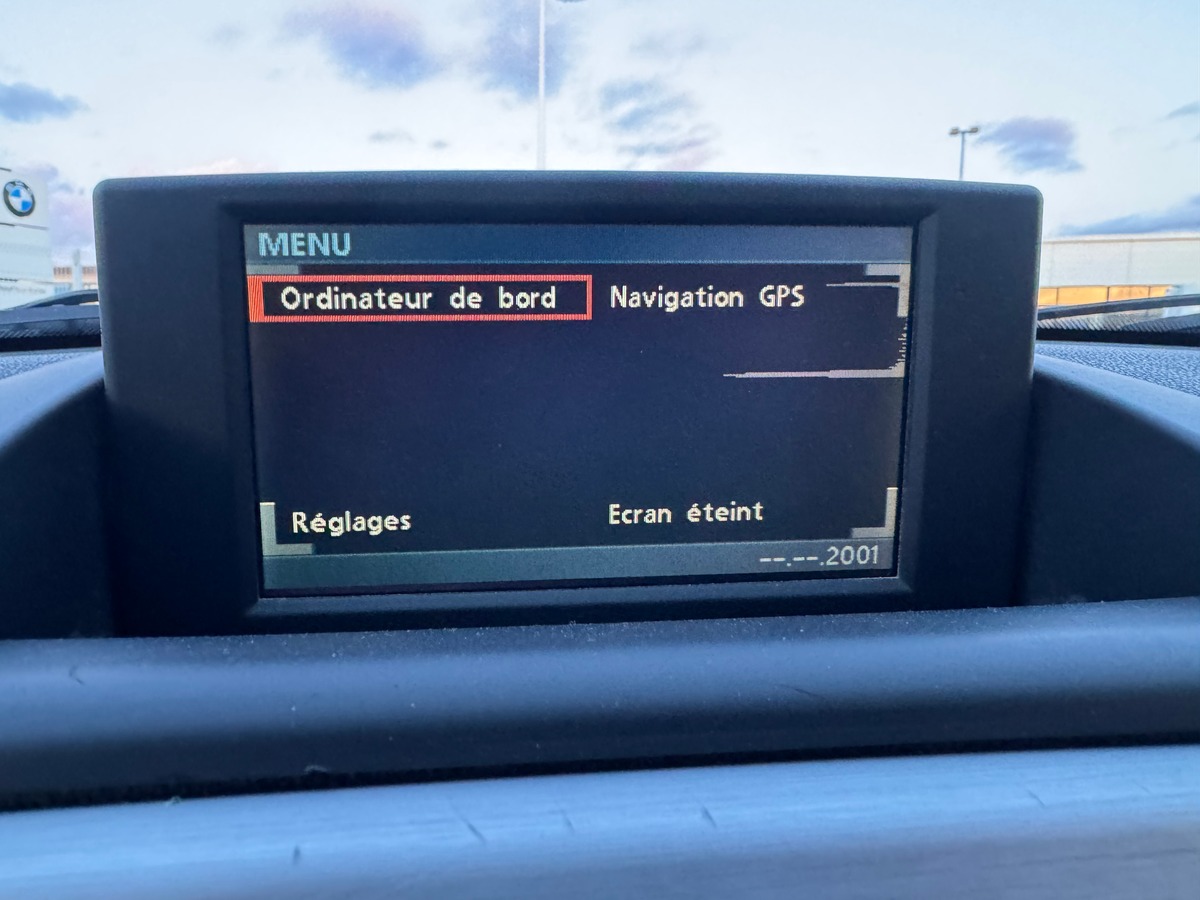 MENU
Ordinateur de bord
Navigation GPS
Réglages
Ecran éteint
--.--.2001